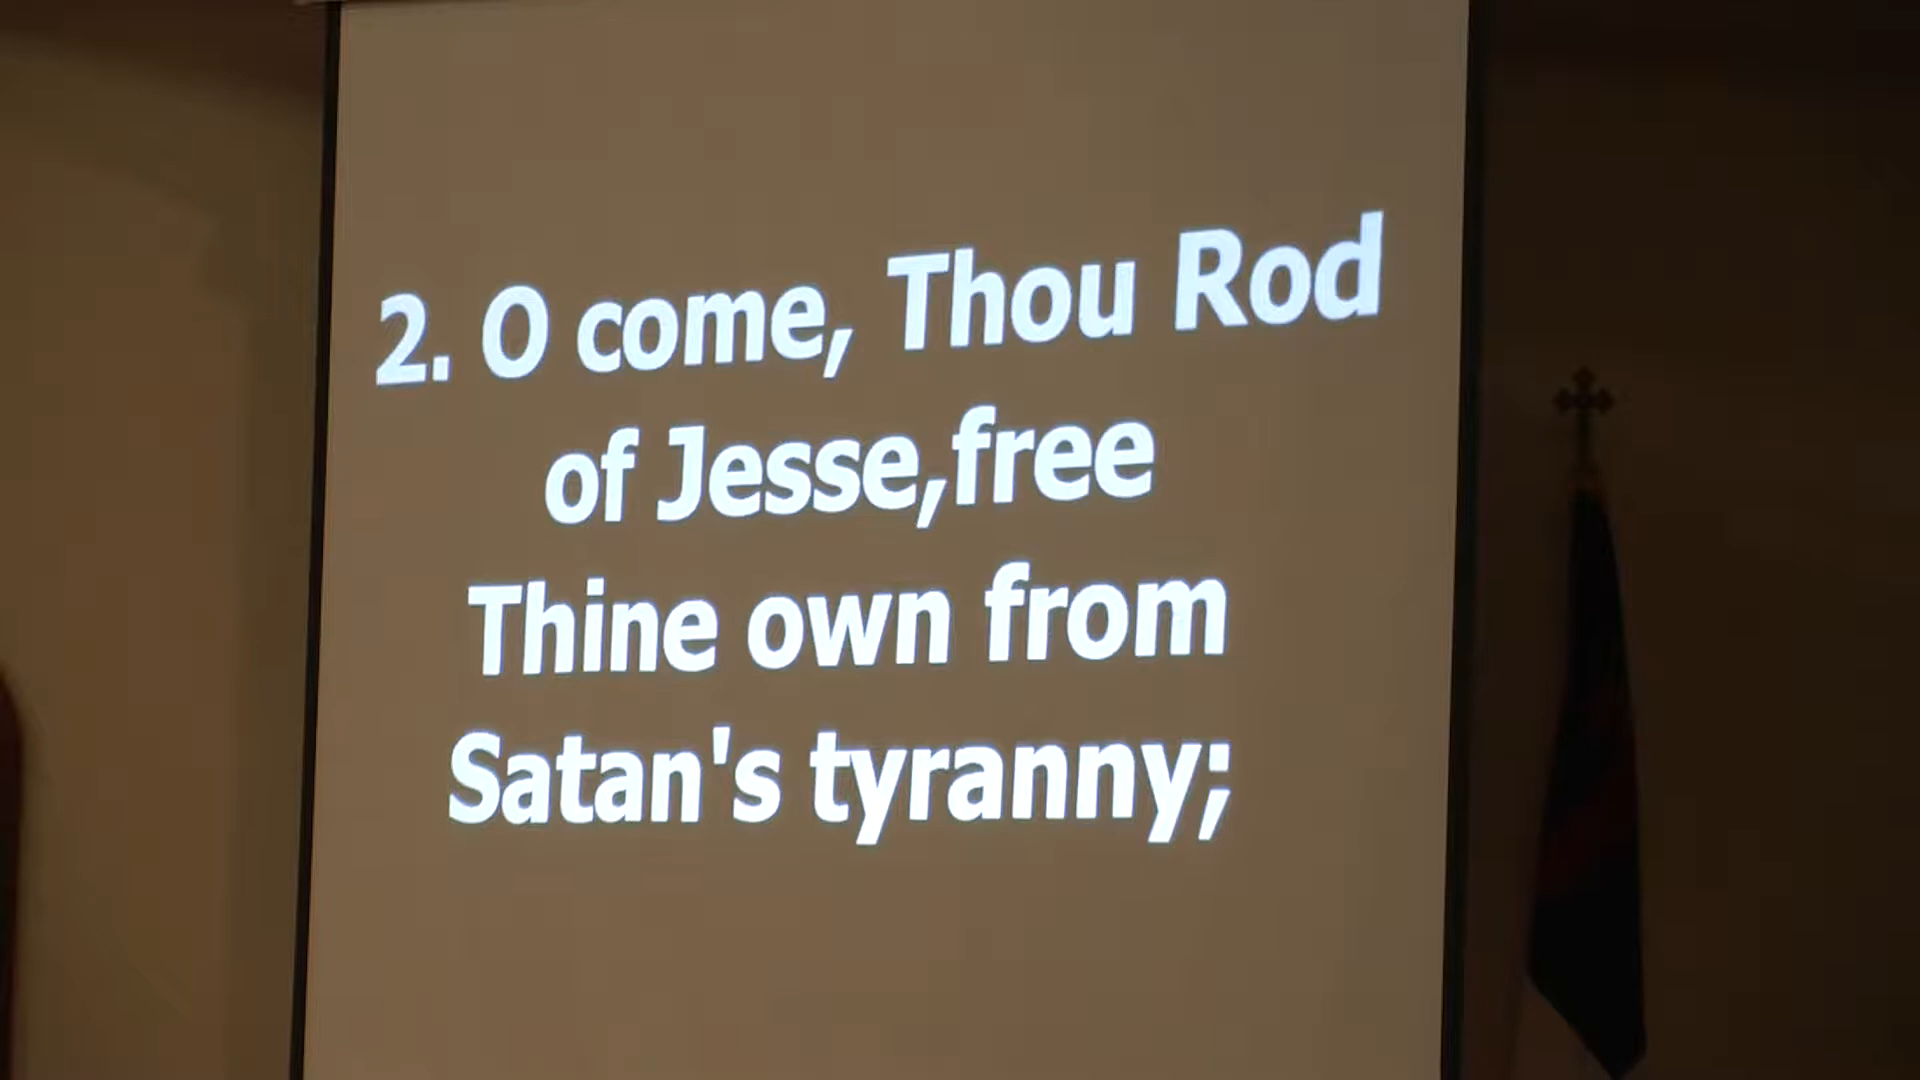 2. O come, Thou Rod
of Jesse,free
Thine own from
Satan's tyranny;